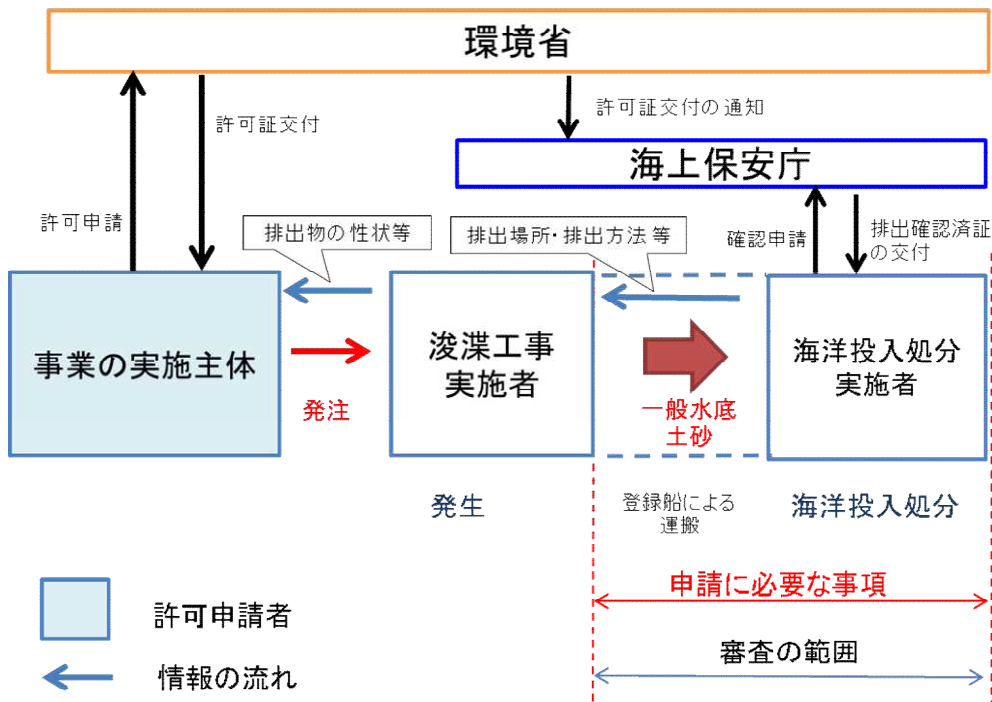 環境省
許可証交付
許可証交付の通知
海上保安庁
許可申請
排出物の性状等
排出場所・排出方法等
確認申請
排出確認済証
の交付
事業の実施主体
発注
浚渫工事
実施者
一般水底
土砂
海洋投入処分
実施者
発生
登録船による
運搬
海洋投入処分
申請に必要な事項
許可申請者
審査の範囲
情報の流れ